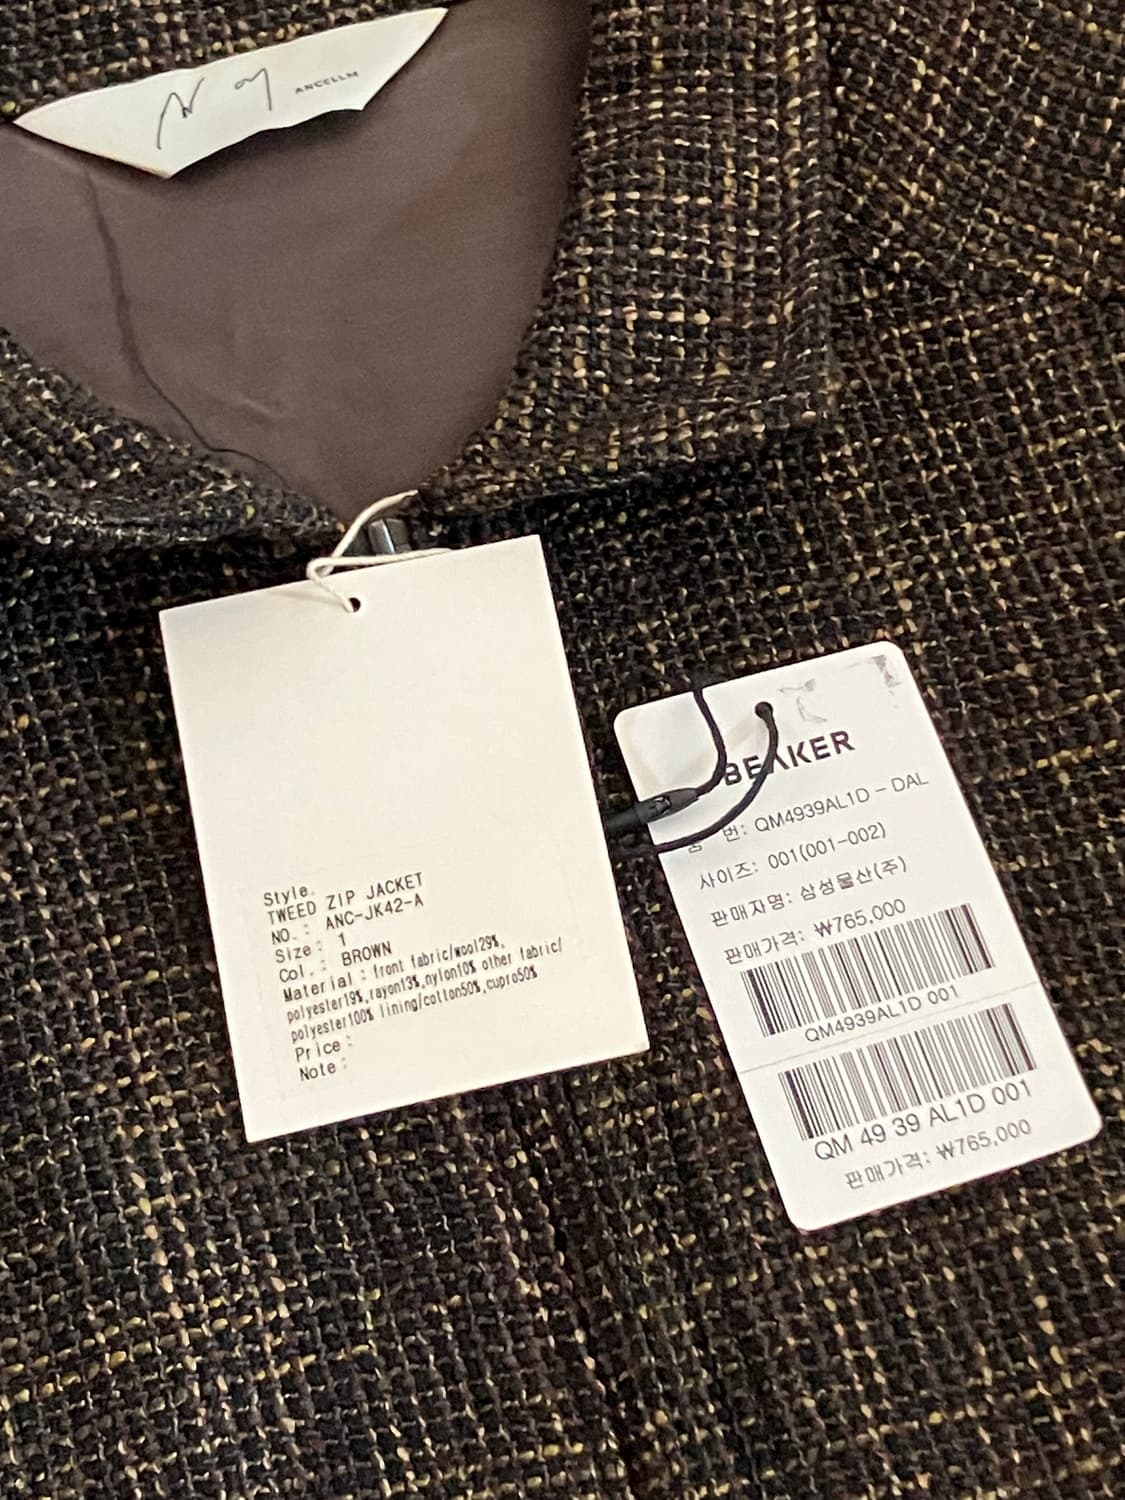 ANCELLM
Style.
TWEED ZIP JACKET
NO. : ANC-JK42-A
Size : 1
Col. : BROWN
Material : front fabric/wool29%,
polyester19%,rayon13%,nylon10% other fabric/
polyester100% lining/cotton50%,cupro50%
Price :
Note :
BEAKER
번: QM4939AL1D - DAL
사이즈: 001(001-002)
판매자명: 삼성물산(주)
판매가격: ₩765,000
QM4939AL1D 001
QM 49 39 AL1D 001
판매가격: ₩765,000